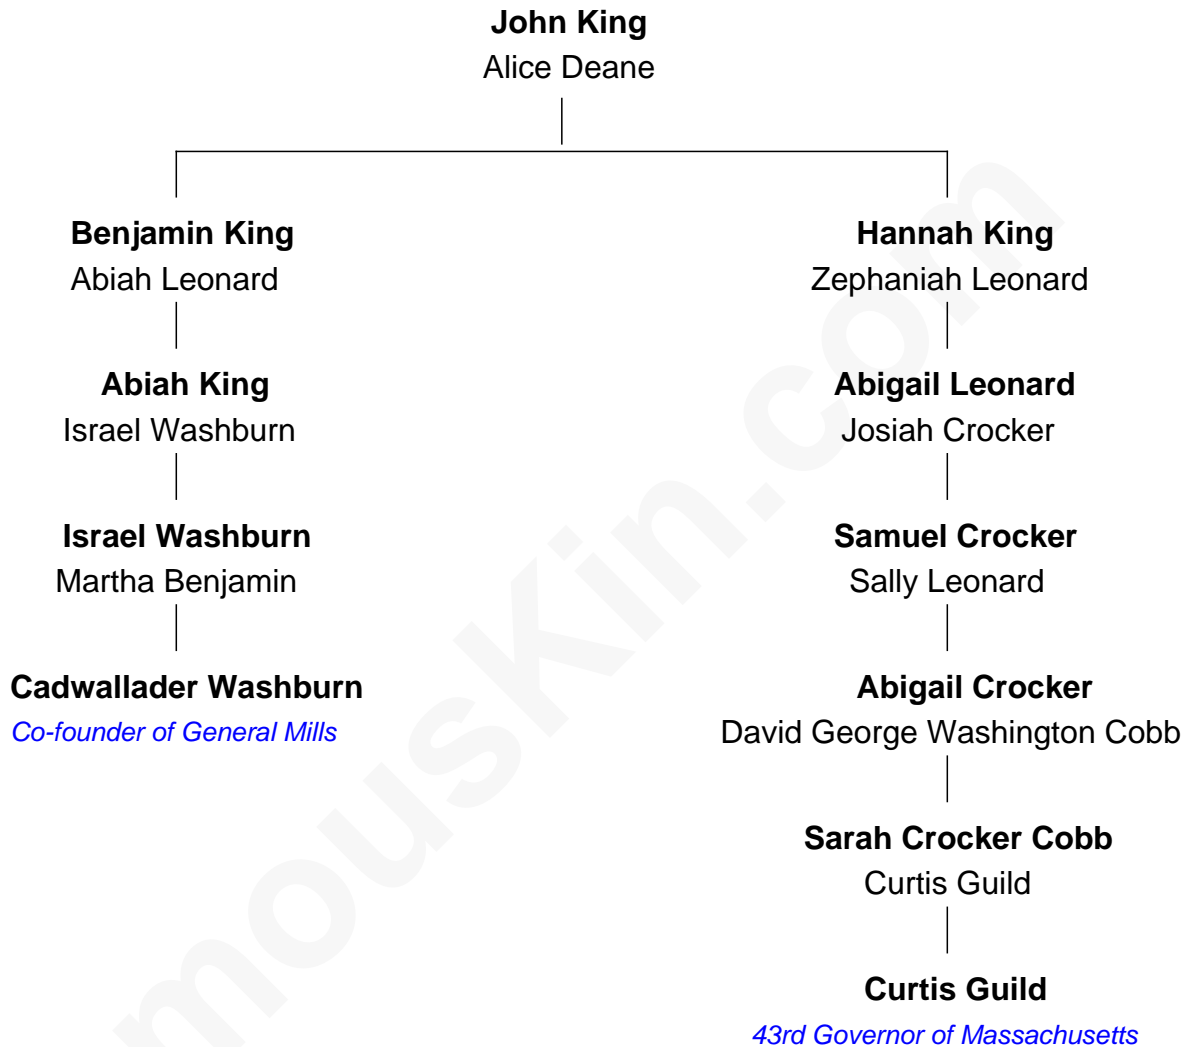 John King
Alice Deane
Benjamin King
Abiah Leonard
Hannah King
Zephaniah Leonard
Abiah King
Israel Washburn
Abigail Leonard
Josiah Crocker
Israel Washburn
Martha Benjamin
Samuel Crocker
Sally Leonard
Cadwallader Washburn
Co-founder of General Mills
Abigail Crocker
David George Washington Cobb
Sarah Crocker Cobb
Curtis Guild
Curtis Guild
43rd Governor of Massachusetts
mousKin.com